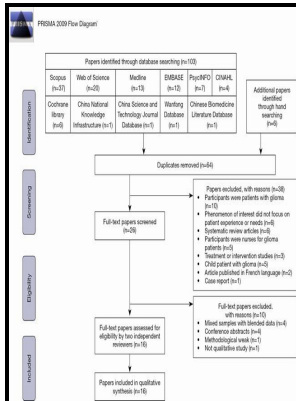 PRISMA 2009 Flow Diagram
Papers identified through database searching (n=103)
Scopus
(n=37)
Web of Science
(n=20)
Medline
(n=13)
EMBASE
(n=12)
PsycINFO
(n=7)
CINAHL
(n=4)
Cochrane
library
(n=6)
China National
Knowledge
Infrastructure (n=1)
China Science and
Technology Journal
Database (n=1)
Wanfang
Database
(n=1)
Chinese Biomedicine
Literature Database
(n=1)
Additional papers
identified
through hand
searching
(n=6)
Identification
Duplicates removed (n=64)
Screening
Full-text papers screened
(n=26)
Papers excluded, with reasons (n=38)
• Participants were patients with glioma
(n=10)
• Phenomenon of interest did not focus on
patient experience or needs (n=6)
• Systematic review articles (n=6)
• Participants were nurses for glioma
patients (n=5)
• Treatment or intervention studies (n=3)
• Child patient with glioma (n=5)
• Article published in French language (n=2)
• Case report (n=1)
Eligibility
Full-text papers excluded,
with reasons (n=10)
• Mixed samples with blended data (n=4)
• Conference abstracts (n=4)
• Methodological weak (n=1)
• Not qualitative study (n=1)
Full-text papers assessed for
eligibility by two independent
reviewers (n=16)
Included
Papers included in qualitative
synthesis (n=16)